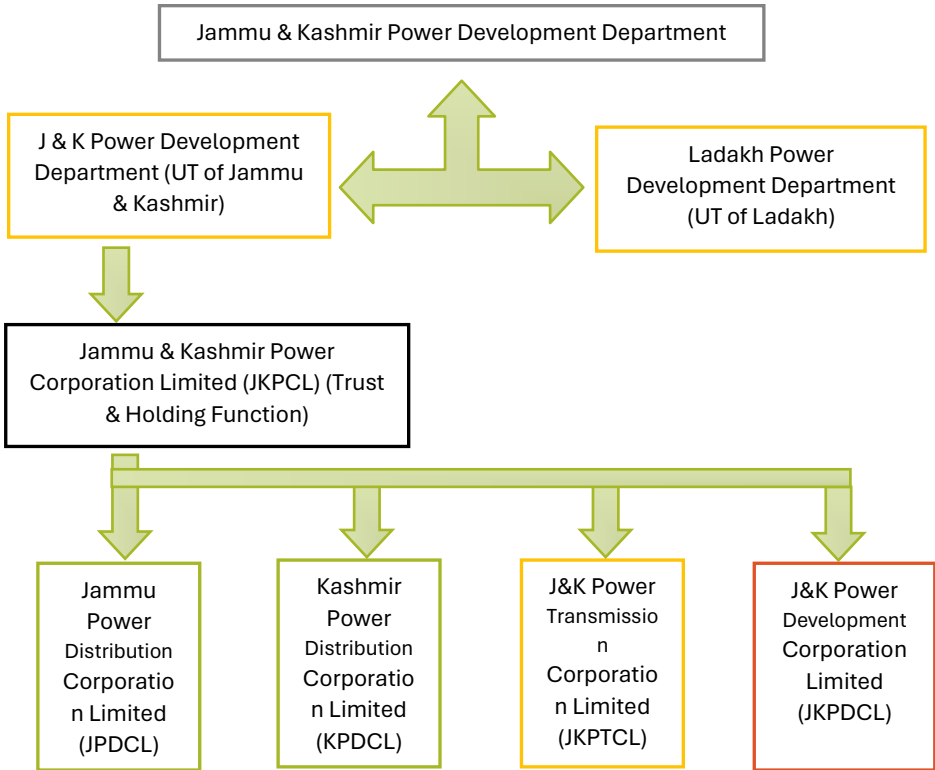 Jammu & Kashmir Power Development Department
J & K Power Development
Department (UT of Jammu
& Kashmir)
Ladakh Power
Development Department
(UT of Ladakh)
Jammu & Kashmir Power
Corporation Limited (JKPCL) (Trust
& Holding Function)
Jammu
Power
Distribution
Corporatio
n Limited
(JPDCL)
Kashmir
Power
Distribution
Corporatio
n Limited
(KPDCL)
J&K Power
Transmissio
n
Corporatio
n Limited
(JKPTCL)
J&K Power
Development
Corporation
Limited
(JKPDCL)